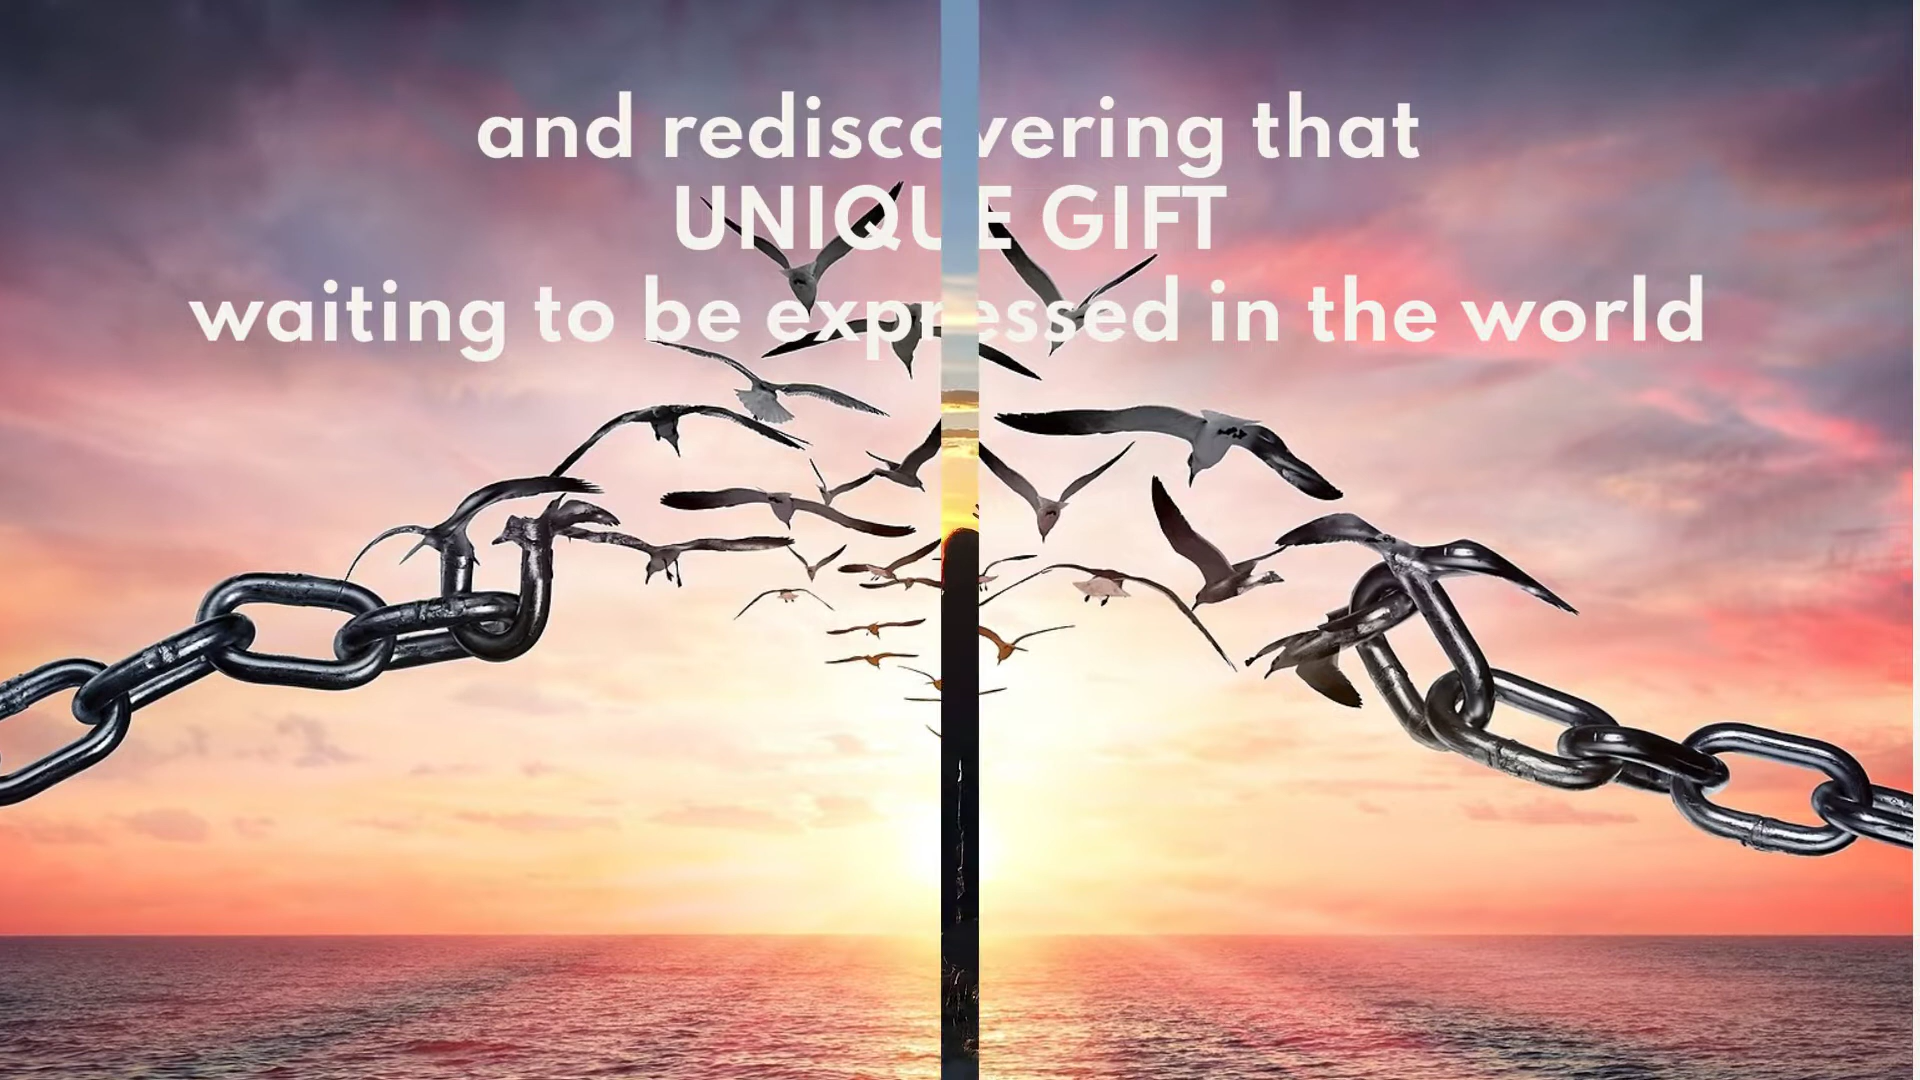 and rediscovering that
UNIQUE GIFT
waiting to be expressed in the world